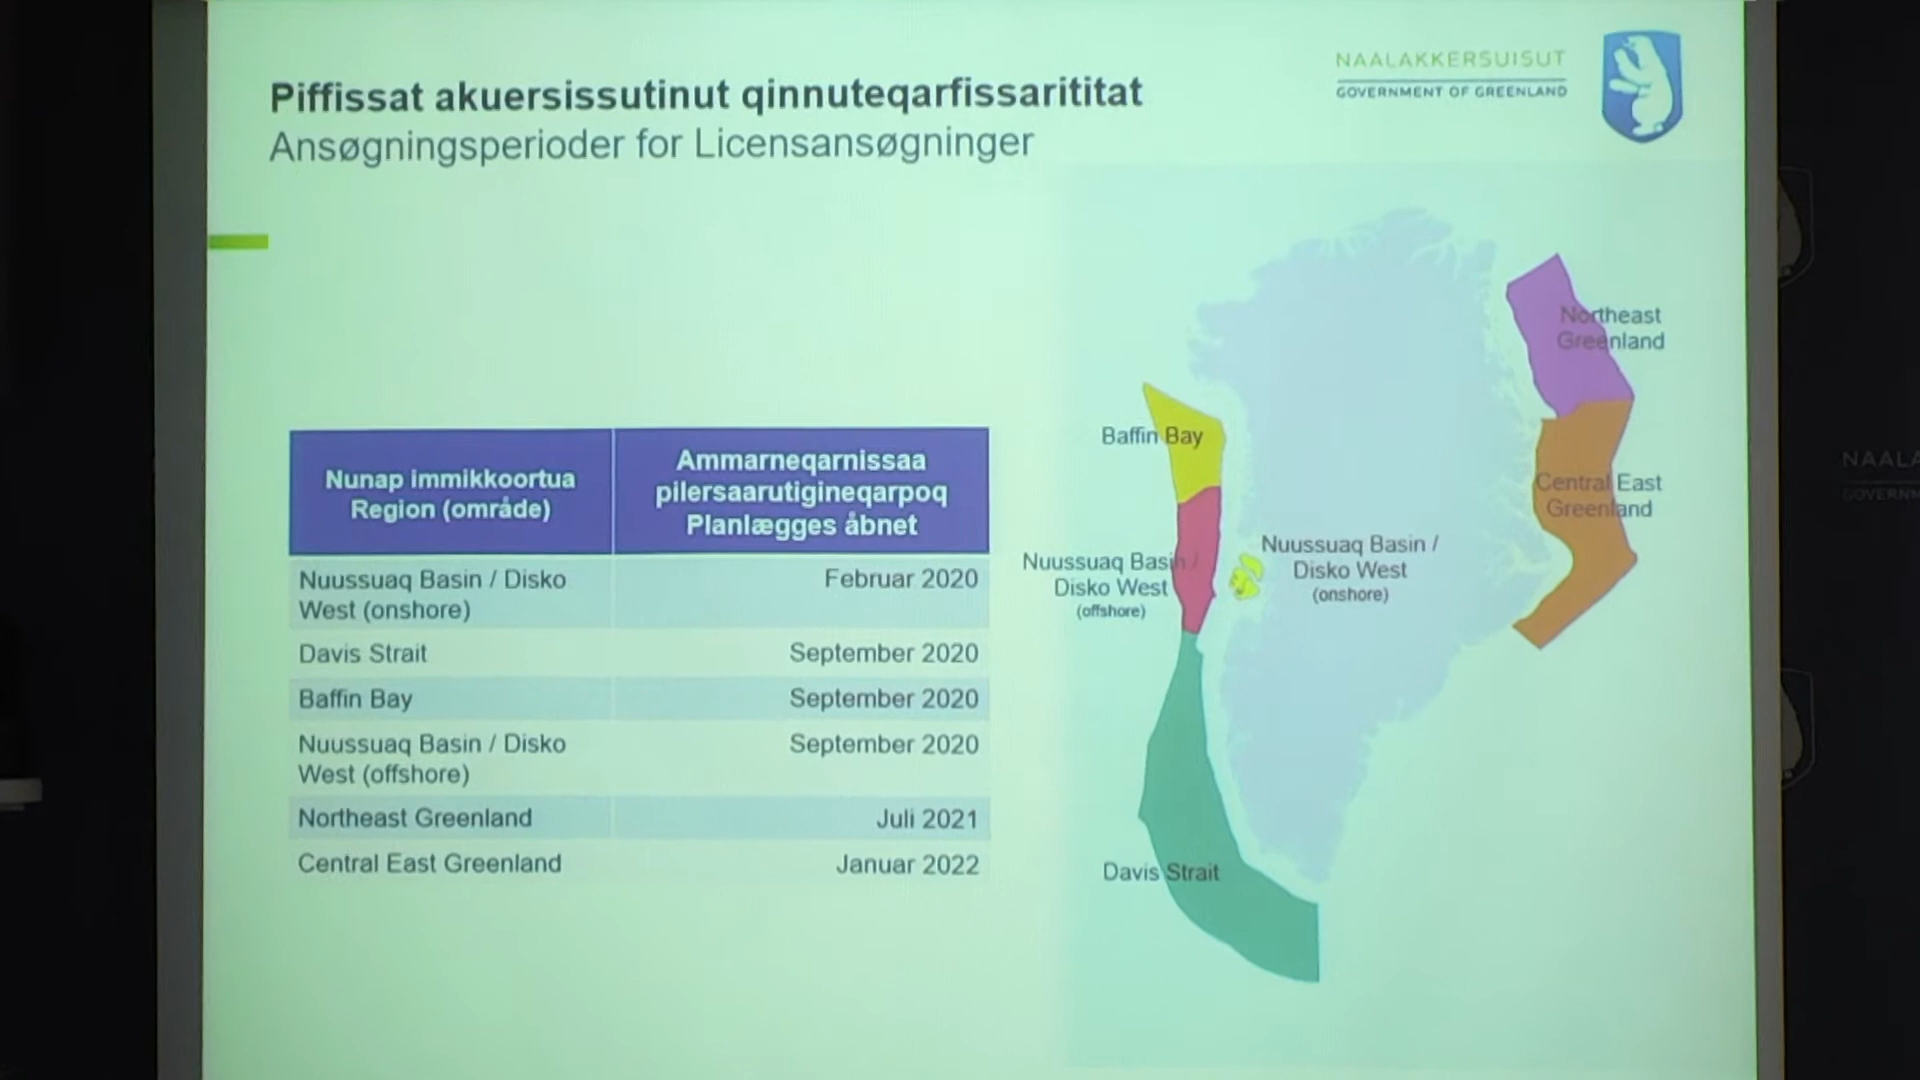 Piffissat akuersissutinut qinnuteqarfissarititat
Ansøgningsperioder for Licensansøgninger
NAALAKKERSUISUT
GOVERNMENT OF GREENLAND
Nunap immikkoortua
Region (område)
Ammarneqarnissaa
pilersaarutigineqarpoq
Planlægges åbnet
Nuussuaq Basin / Disko
West (onshore)
Februar 2020
Davis Strait
September 2020
Baffin Bay
September 2020
Nuussuaq Basin / Disko
West (offshore)
September 2020
Northeast Greenland
Juli 2021
Central East Greenland
Januar 2022
Northeast
Greenland
Baffin Bay
Central East
Greenland
Nuussuaq Basin /
Disko West
(offshore)
Nuussuaq Basin /
Disko West
(onshore)
Davis Strait